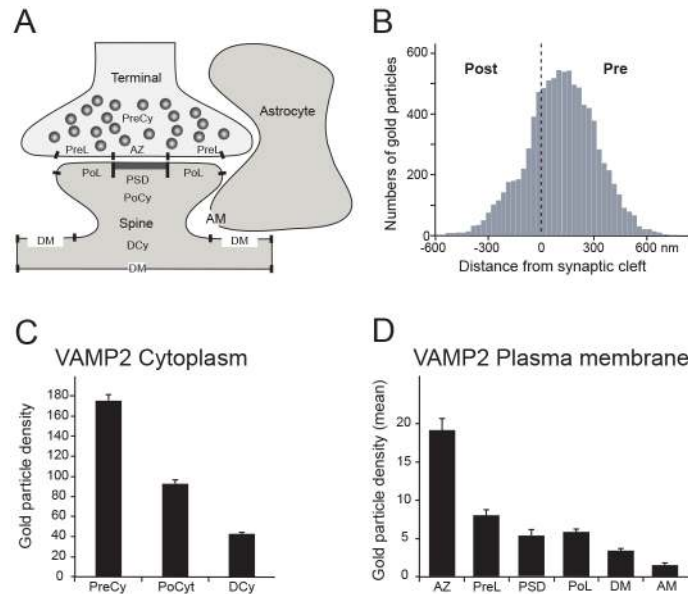 A
Terminal
PreCy
PreL
AZ
PreL
PoL
PSD
PoL
PoCy
Spine
DCy
DM
DM
DM
AM
Astrocyte
B
Post
Pre
Numbers of gold particles
600
400
200
0
-600
-300
0
300
600 nm
Distance from synaptic cleft
C
VAMP2 Cytoplasm
Gold particle density
180
160
140
120
100
80
60
40
20
0
PreCy
PoCyt
DCy
D
VAMP2 Plasma membrane
Gold particle density (mean)
20
15
10
5
0
AZ
PreL
PSD
PoL
DM
AM